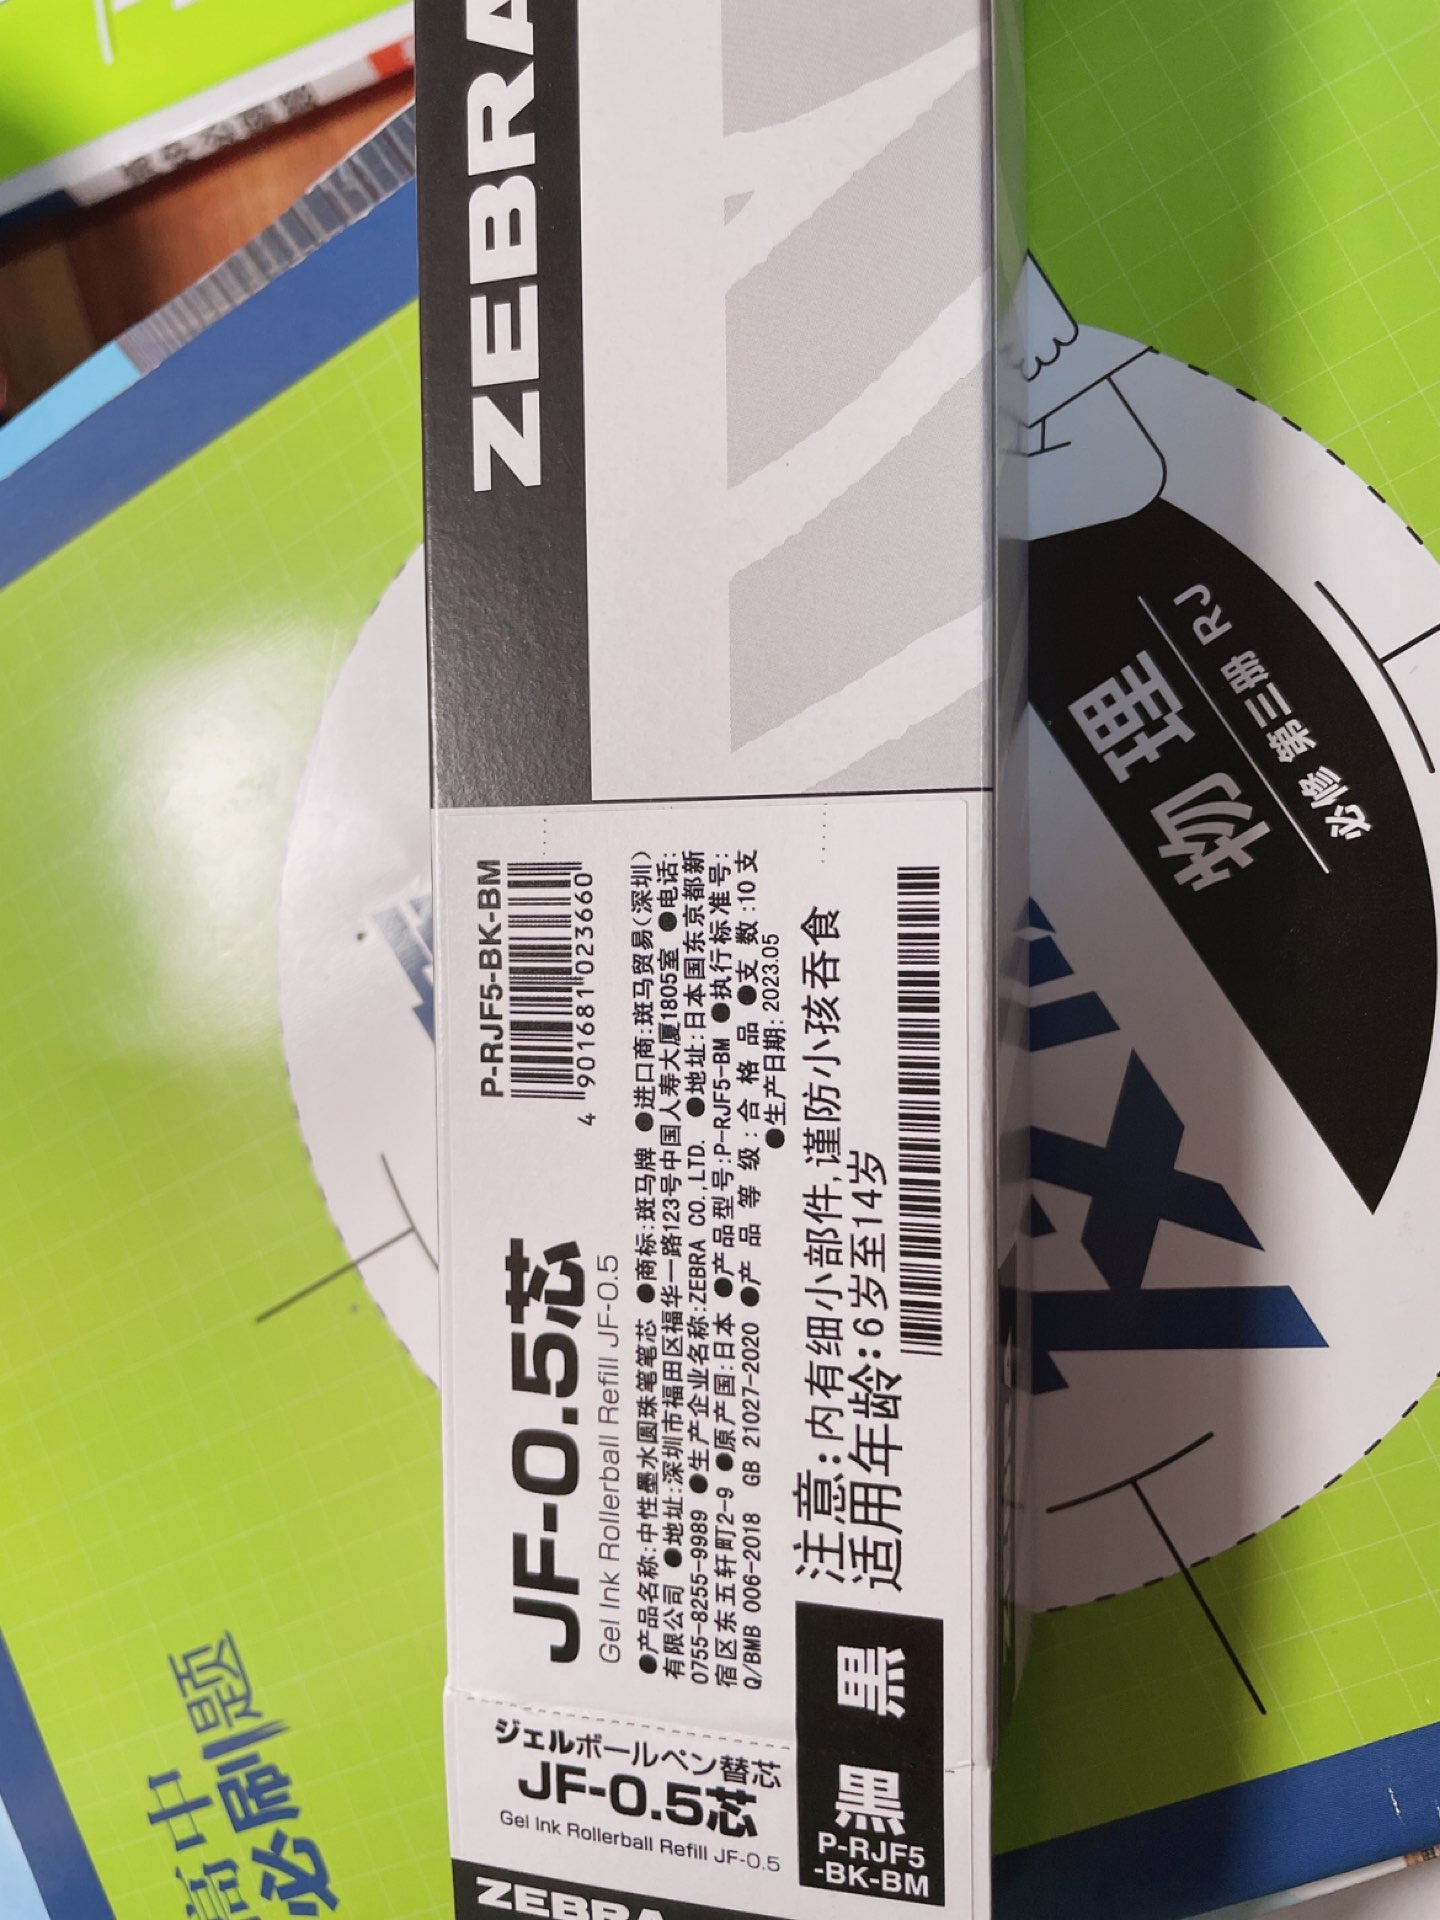 ZEBRA
P-RJF5-BK-BM
4 901681 023660
JF-0.5芯
Gel Ink Rollerball Refill JF-0.5
●产品名称:中性墨水圆珠笔笔芯 ●商标:斑马牌 ●进口商:斑马贸易(深圳)
有限公司 ●地址:深圳市福田区福华一路123号中国人寿大厦1805室 ●电话:
0755-8255-9989 ●生产企业名称:ZEBRA CO.,LTD. ●地址:日本国东京都新
宿区东五轩町2-9 ●原产国:日本 ●产品型号:P-RJF5-BM ●执行标准号:
Q/BMB 006-2018 GB 21027-2020 ●产品等级:合格品 ●支数:10支
●生产日期:2023.05
注意:内有细小部件,谨防小孩吞食
适用年龄:6岁至14岁
黒
ジェルボールペン替芯
JF-0.5芯
Gel Ink Rollerball Refill JF-0.5
黒
P-RJF5
-BK-BM
ZEBRA
物理
必修 第三册 RJ
高中
必刷题